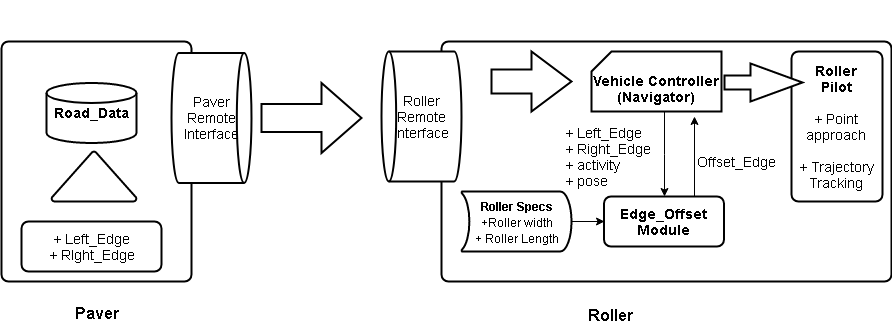 Road_Data
+ Left_Edge
+ RIght_Edge
Paver
Remote
Interface
Paver
Roller
Remote
nterface
Vehicle Controller
(Navigator)
+ Left_Edge
+ Right_Edge
+ activity
+ pose
Offset_Edge
Roller Specs
+Roller width
+ Roller Length
Edge_Offset
Module
Roller
Pilot
+ Point
approach
+ Trajectory
Tracking
Roller